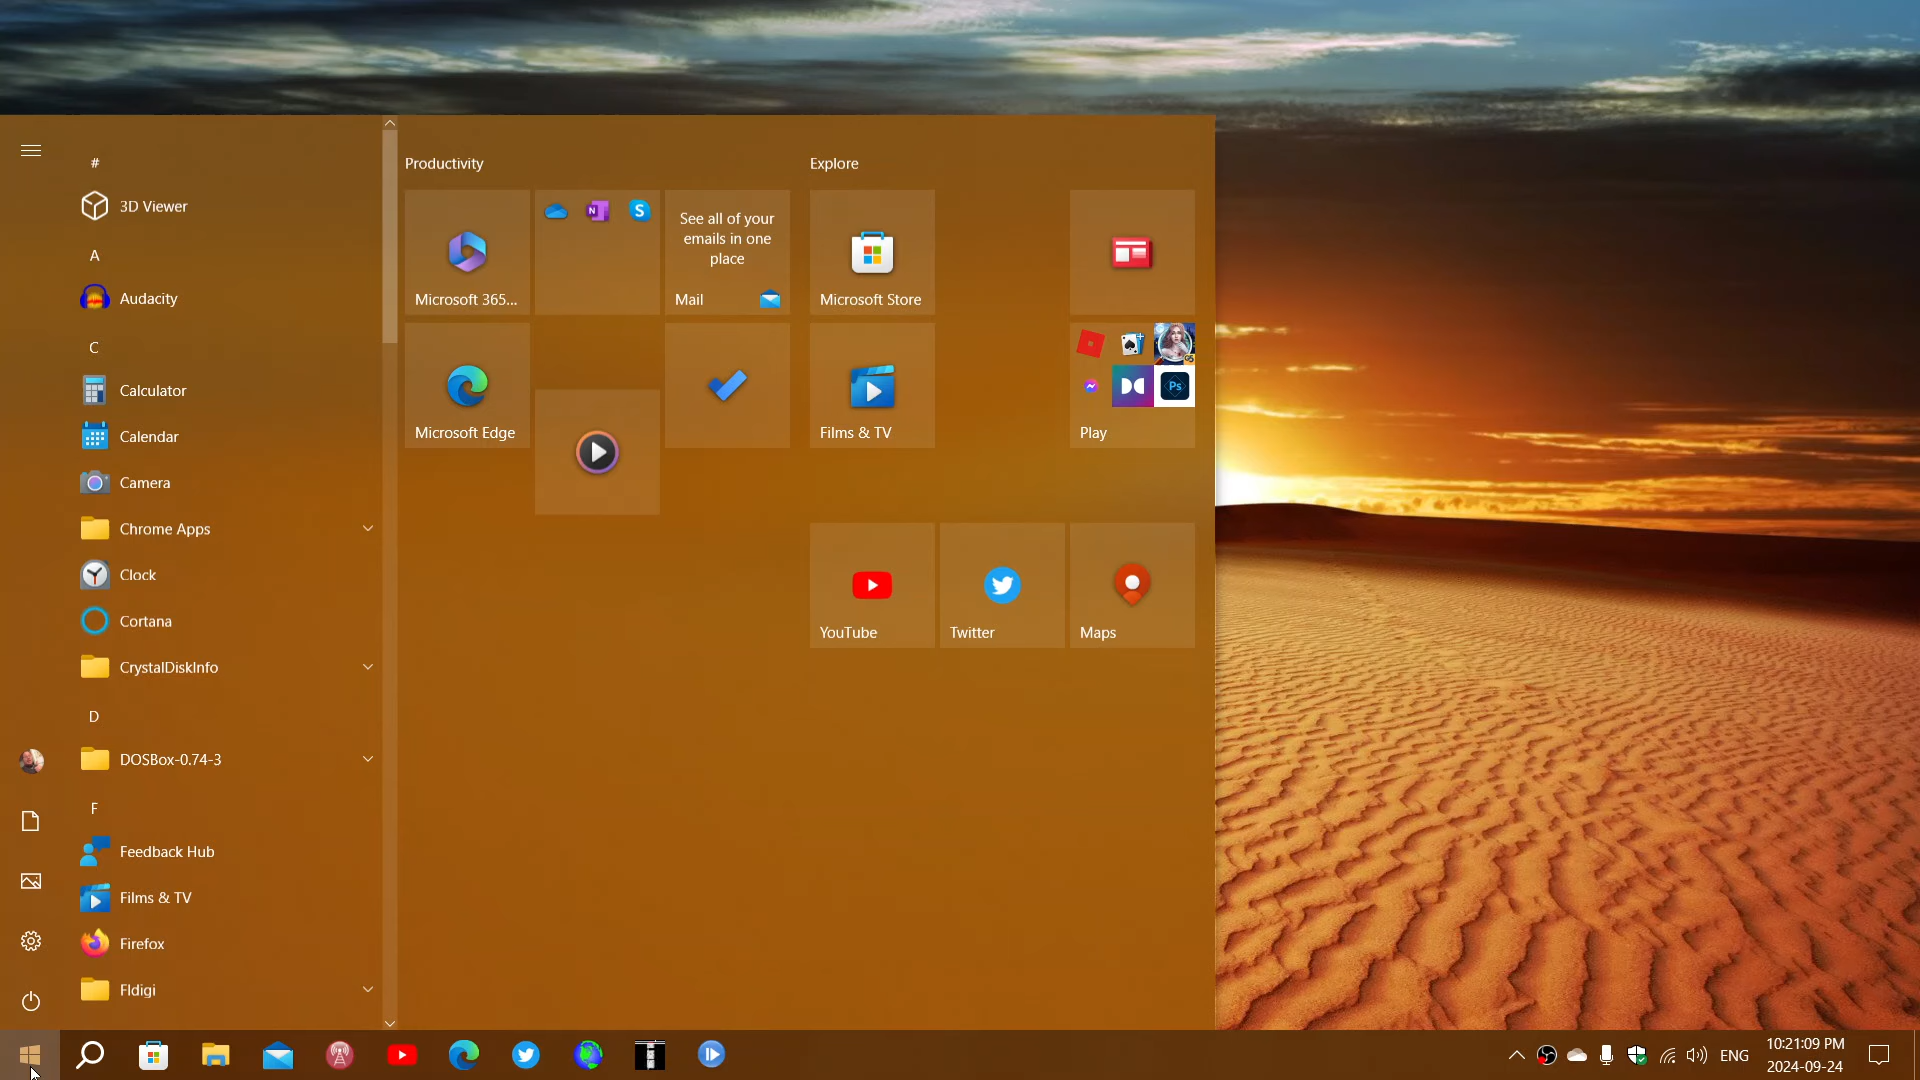 #
3D Viewer
A
Audacity
C
Calculator
Calendar
Camera
Chrome Apps
Clock
Cortana
CrystalDiskInfo
D
DOSBox-0.74-3
F
Feedback Hub
Films & TV
Firefox
Fldigi
Productivity
Microsoft 365...
N
S
See all of your
emails in one
place
Mail
Microsoft Edge
Explore
Microsoft Store
Films & TV
Ps
Play
YouTube
Twitter
Maps
ENG
10:21:09 PM
2024-09-24